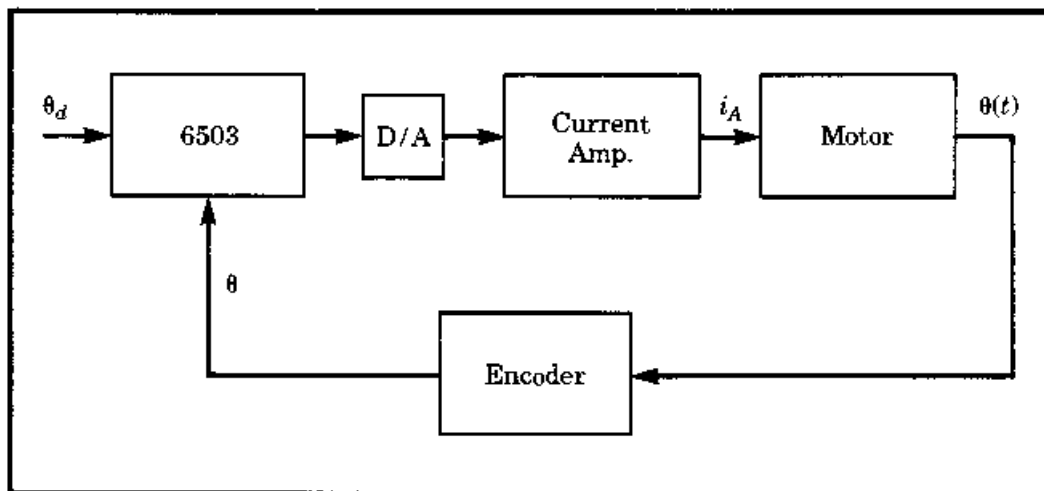 θd
6503
D/A
Current
Amp.
iA
Motor
θ(t)
θ
Encoder